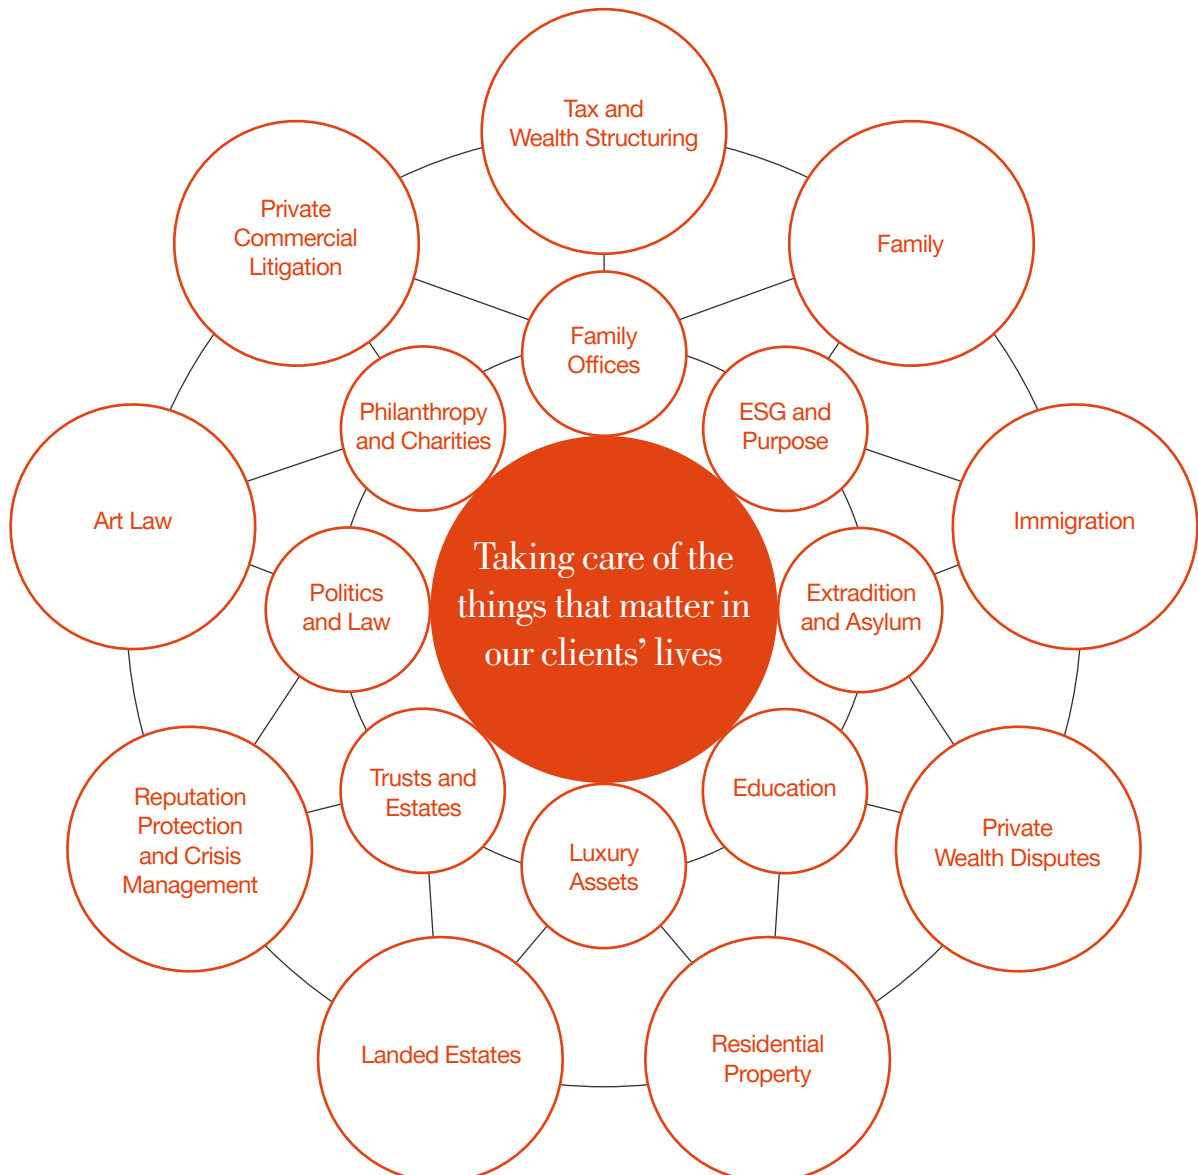 Tax and
Wealth Structuring
Private
Commercial
Litigation
Family
Family
Offices
Philanthropy
and Charities
ESG and
Purpose
Art Law
Immigration
Politics
and Law
Taking care of the
things that matter in
our clients’ lives
Extradition
and Asylum
Reputation
Protection
and Crisis
Management
Trusts and
Estates
Luxury
Assets
Education
Private
Wealth Disputes
Landed Estates
Residential
Property